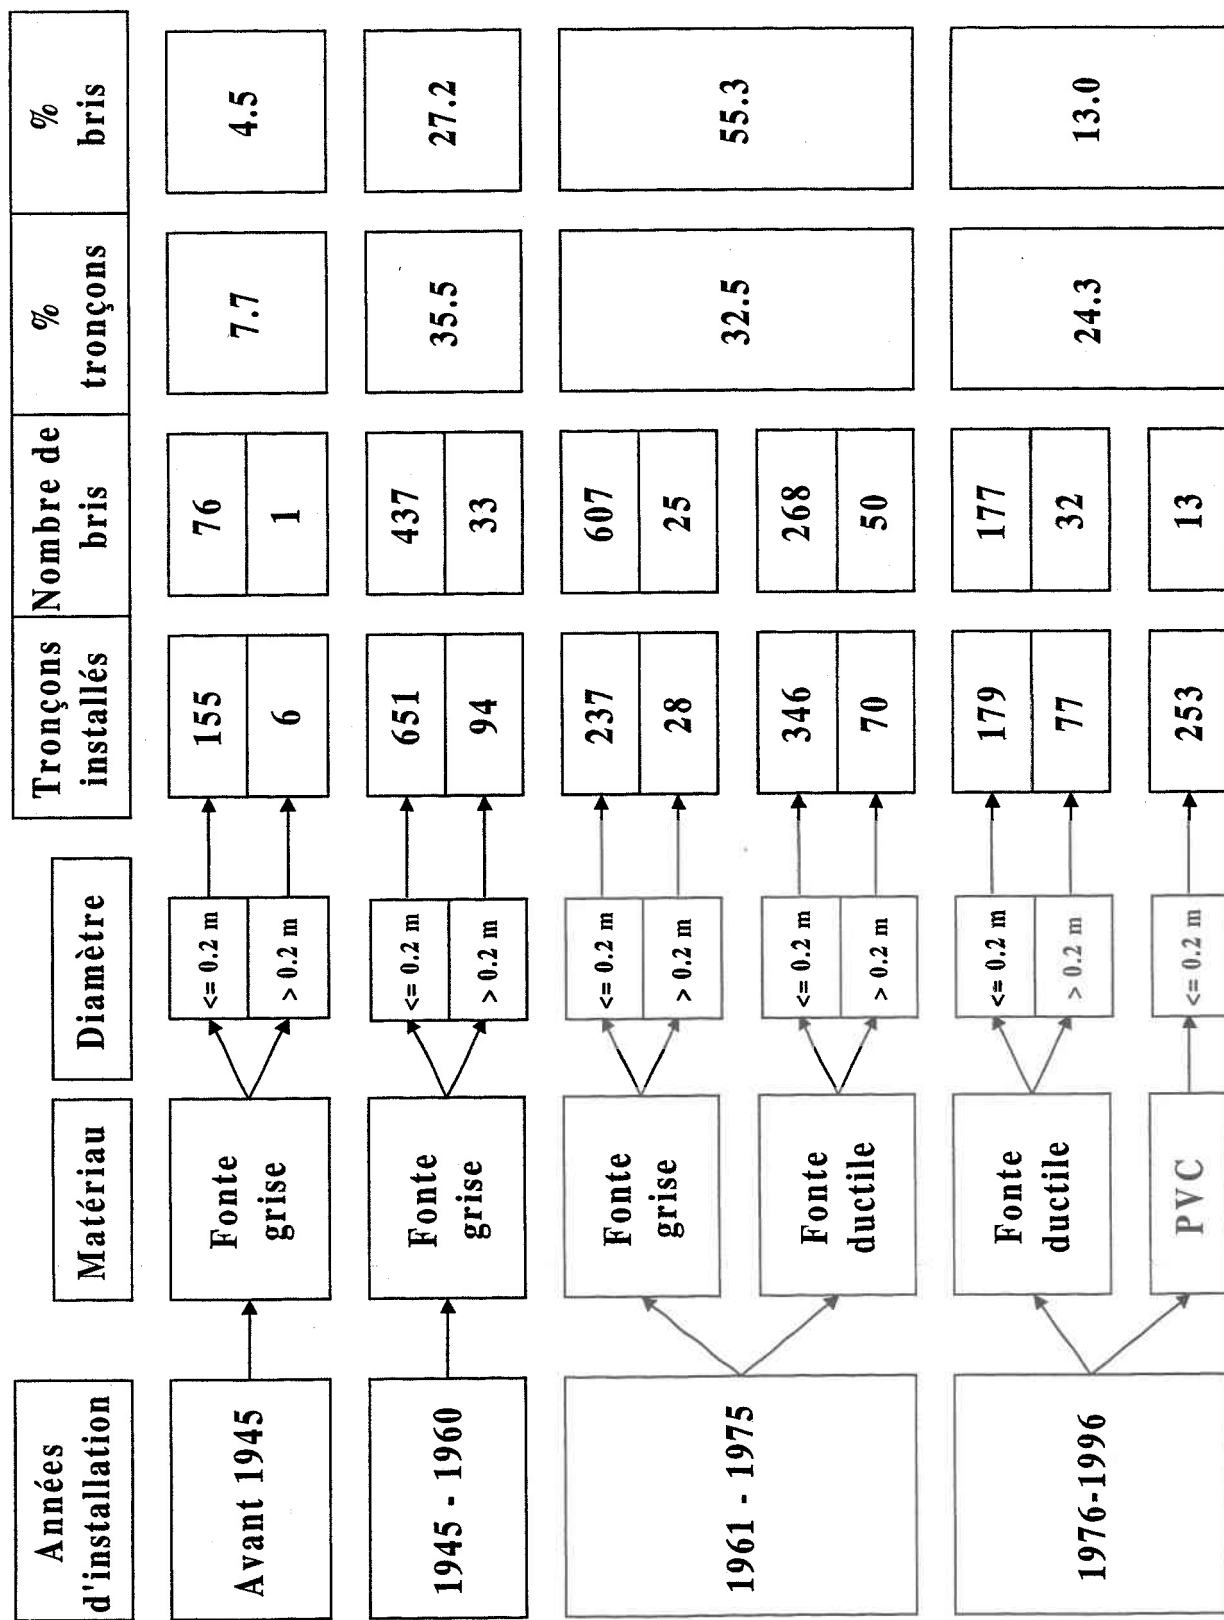 Années
d'installation
Matériau
Diamètre
Tronçons
installés
Nombre de
bris
%
tronçons
%
bris
Avant 1945
Fonte
grise
<= 0.2 m
155
76
> 0.2 m
6
1
7.7
4.5
1945 - 1960
Fonte
grise
<= 0.2 m
651
437
> 0.2 m
94
33
35.5
27.2
1961 - 1975
Fonte
grise
<= 0.2 m
237
607
> 0.2 m
28
25
Fonte
ductile
<= 0.2 m
346
268
> 0.2 m
70
50
32.5
55.3
1976-1996
Fonte
ductile
<= 0.2 m
179
177
> 0.2 m
77
32
PVC
<= 0.2 m
253
13
24.3
13.0